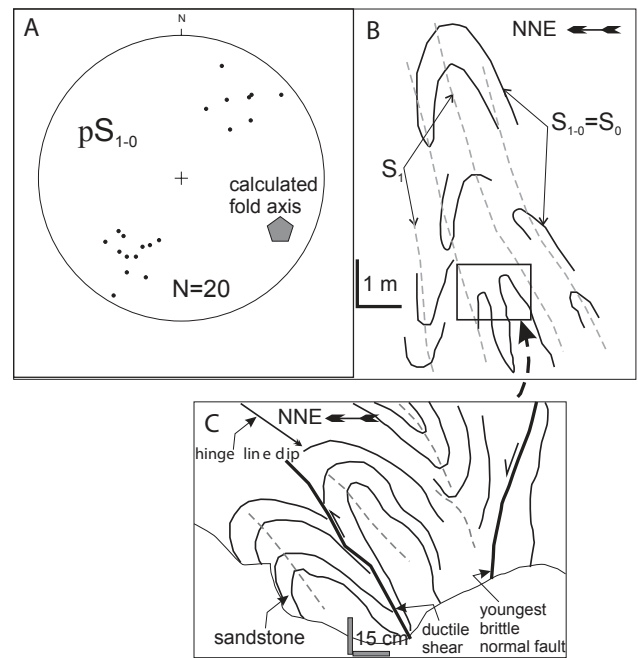 A
N
pS1-0
calculated
fold axis
N=20
B
NNE
S1-0=S0
S1
1 m
C
NNE
hinge line dip
sandstone
15 cm
ductile
shear
youngest
brittle
normal fault